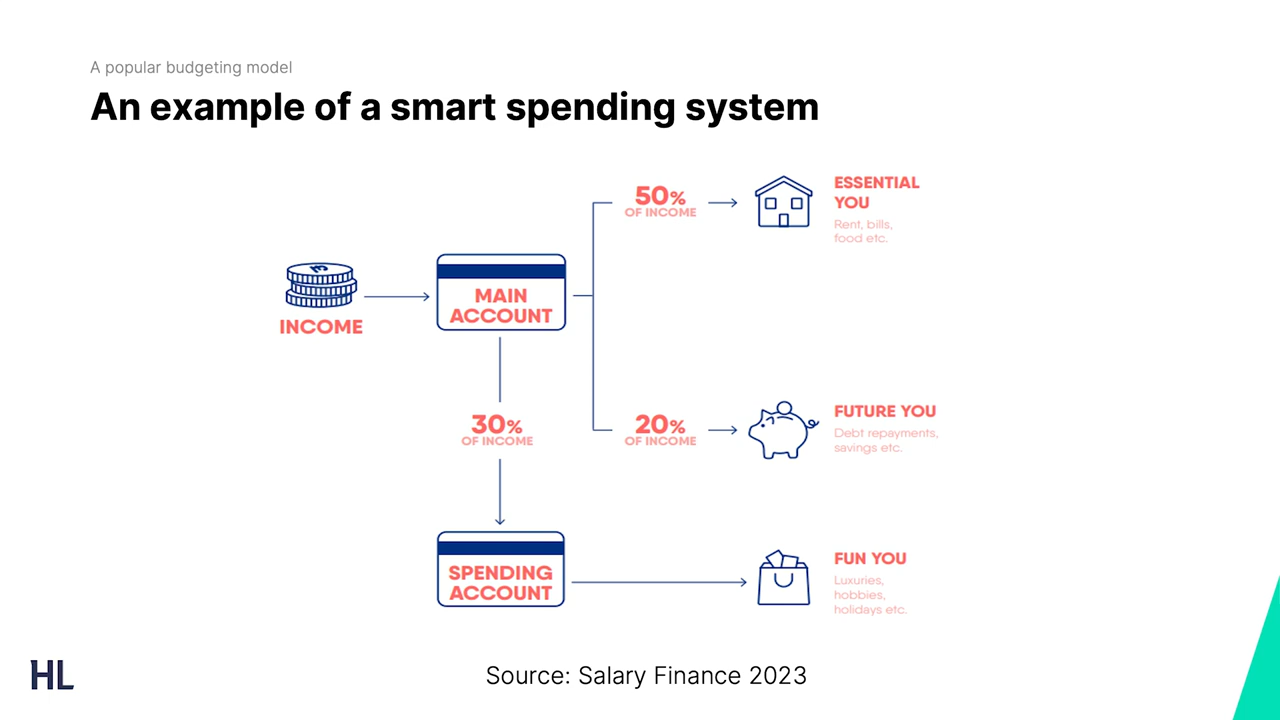 A popular budgeting model
An example of a smart spending system
INCOME
MAIN
ACCOUNT
50%
OF INCOME
ESSENTIAL
YOU
Rent, bills,
food etc.
30%
OF INCOME
20%
OF INCOME
FUTURE YOU
Debt repayments,
savings etc.
SPENDING
ACCOUNT
FUN YOU
Luxuries,
hobbies,
holidays etc.
HL
Source: Salary Finance 2023